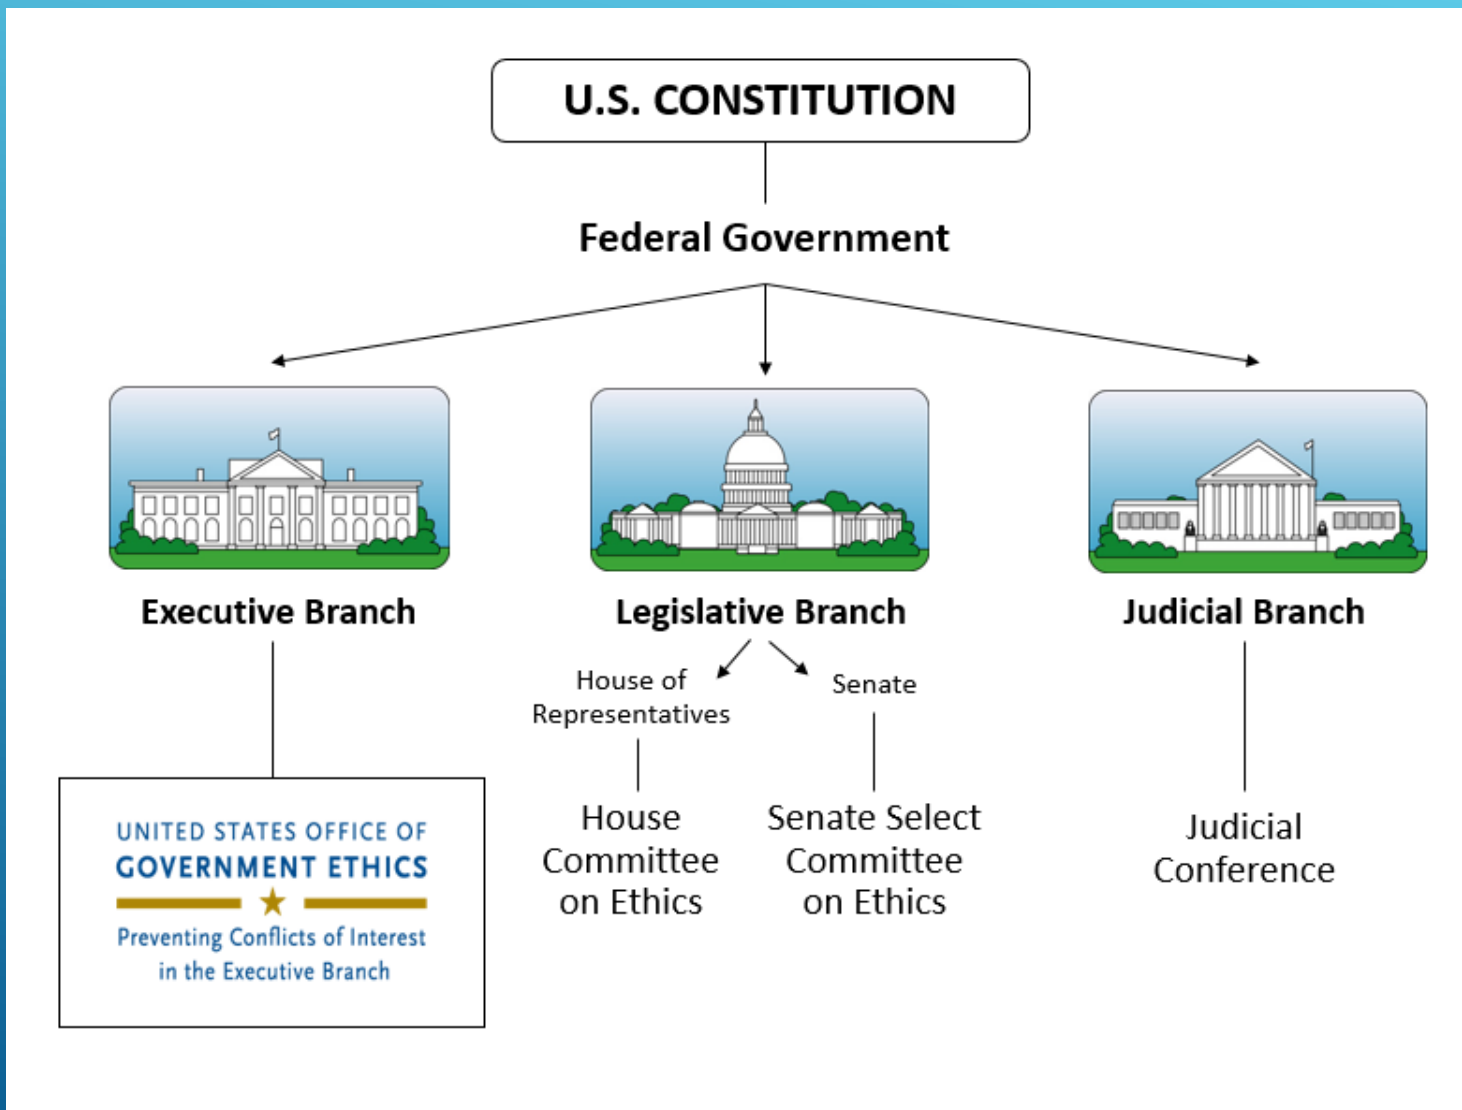 U.S. CONSTITUTION
Federal Government
Executive Branch
Legislative Branch
Judicial Branch
House of
Representatives
Senate
UNITED STATES OFFICE OF
GOVERNMENT ETHICS
Preventing Conflicts of Interest
in the Executive Branch
House
Committee
on Ethics
Senate Select
Committee
on Ethics
Judicial
Conference